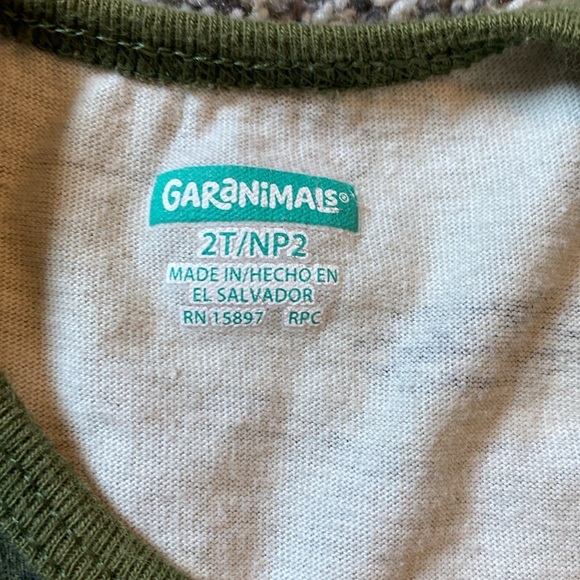 GARANIMALS®
2T/NP2
MADE IN/HECHO EN
EL SALVADOR
RN 15897 RPC